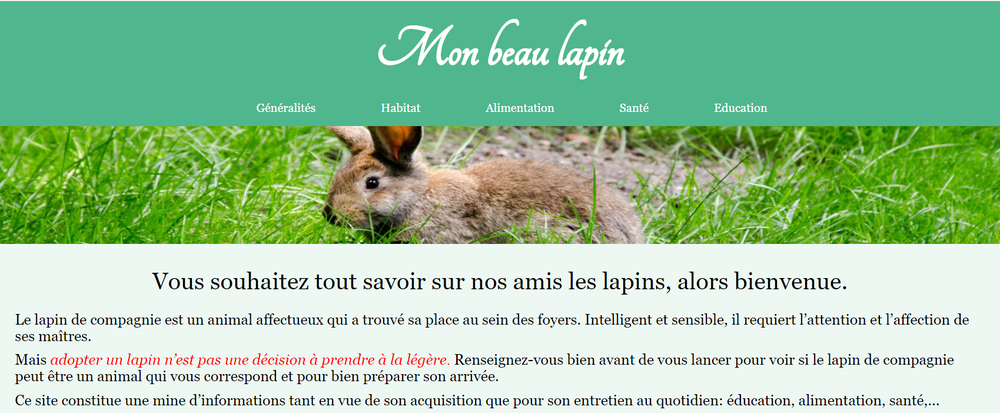 Mon beau lapin
Généralités Habitat Alimentation Santé Education
Vous souhaitez tout savoir sur nos amis les lapins, alors bienvenue.
Le lapin de compagnie est un animal affectueux qui a trouvé sa place au sein des foyers. Intelligent et sensible, il requiert l’attention et l’affection de
ses maîtres.
Mais adopter un lapin n’est pas une décision à prendre à la légère. Renseignez-vous bien avant de vous lancer pour voir si le lapin de compagnie
peut être un animal qui vous correspond et pour bien préparer son arrivée.
Ce site constitue une mine d’informations tant en vue de son acquisition que pour son entretien au quotidien: éducation, alimentation, santé,...